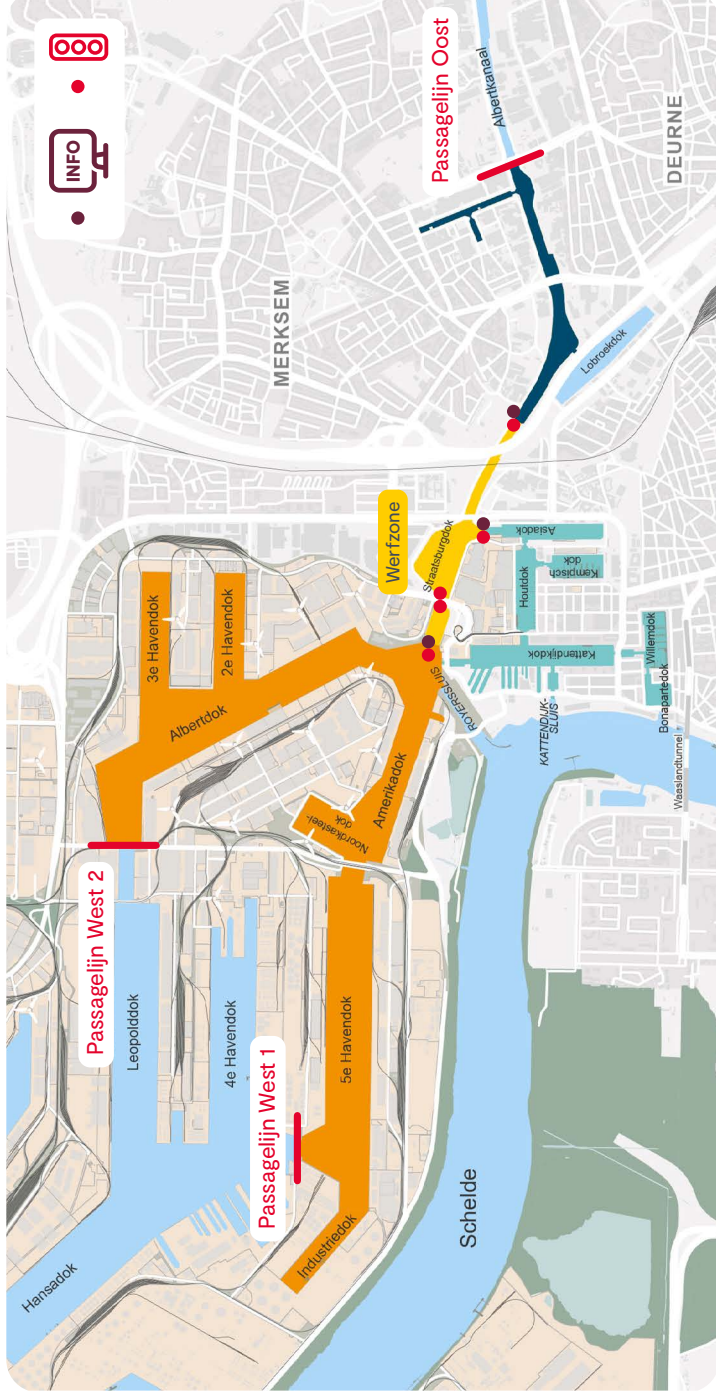 INFO
Passagelijn Oost
Albertkanaal
DEURNE
MERKSEM
Lobroekdok
Werfzone
Straatsburgdok
Asiadok
Kempisch
dok
Houtdok
Kattendijkdok
Willemdok
Bonapartedok
3e Havendok
2e Havendok
Albertdok
ROYERSSLUIS
KATTENDIJK-
SLUIS
Waaslandtunnel
Amerikadok
Noordkasteel-
dok
Passagelijn West 2
Leopolddok
4e Havendok
5e Havendok
Passagelijn West 1
Industriedok
Hansadok
Schelde